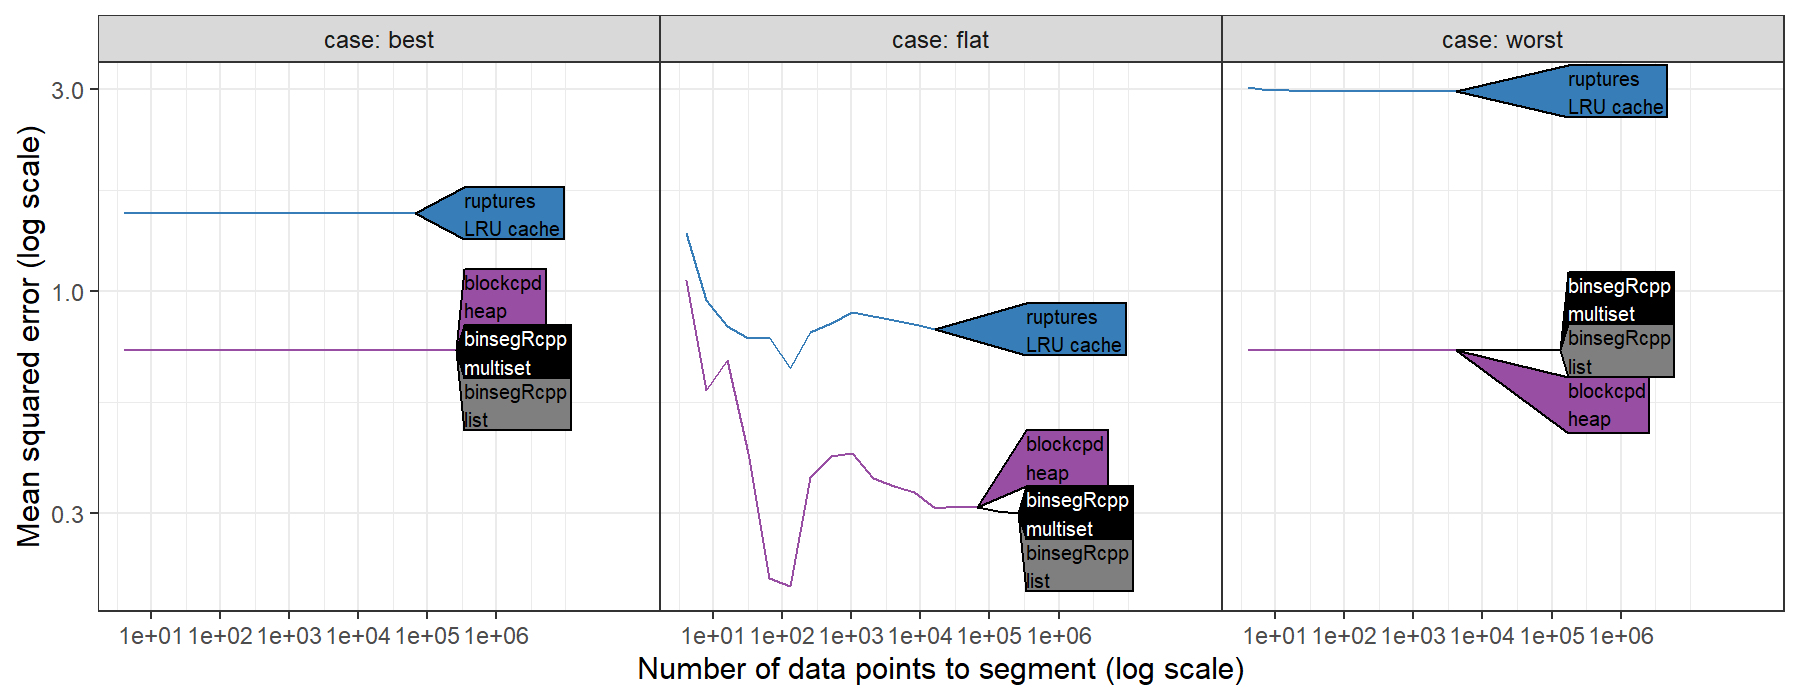 case: best
case: flat
case: worst
Mean squared error (log scale)
3.0
1.0
0.3
ruptures
LRU cache
blockcpd
heap
binsegRcpp
multiset
binsegRcpp
list
ruptures
LRU cache
blockcpd
heap
binsegRcpp
multiset
binsegRcpp
list
ruptures
LRU cache
binsegRcpp
multiset
binsegRcpp
list
blockcpd
heap
1e+01 1e+02 1e+03 1e+04 1e+05 1e+06
1e+01 1e+02 1e+03 1e+04 1e+05 1e+06
1e+01 1e+02 1e+03 1e+04 1e+05 1e+06
Number of data points to segment (log scale)